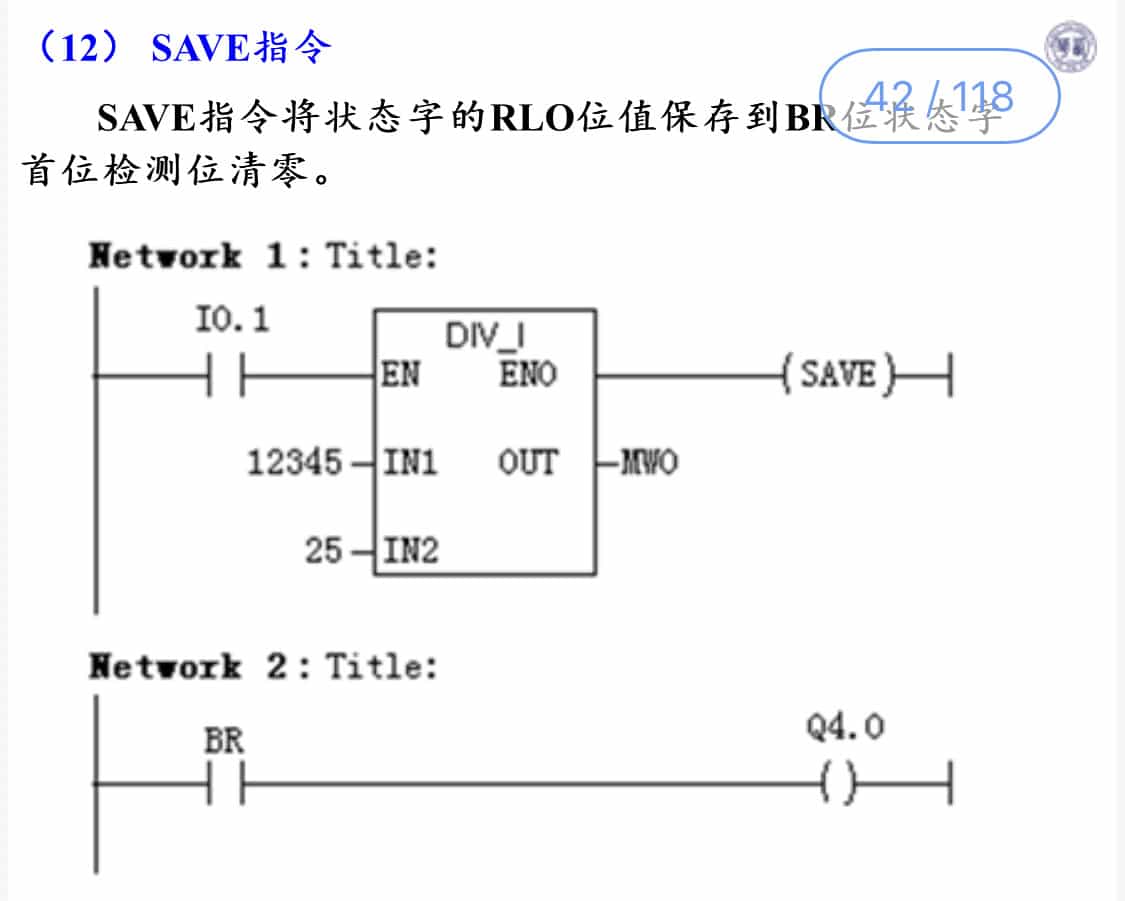 （12） SAVE指令
42 / 118
SAVE指令将状态字的RLO位值保存到BR位状态字
首位检测位清零。
Network 1 : Title:
I0.1
DIV_I
EN ENO
( SAVE )
12345 IN1 OUT MW0
25 IN2
Network 2 : Title:
BR
Q4.0
( )